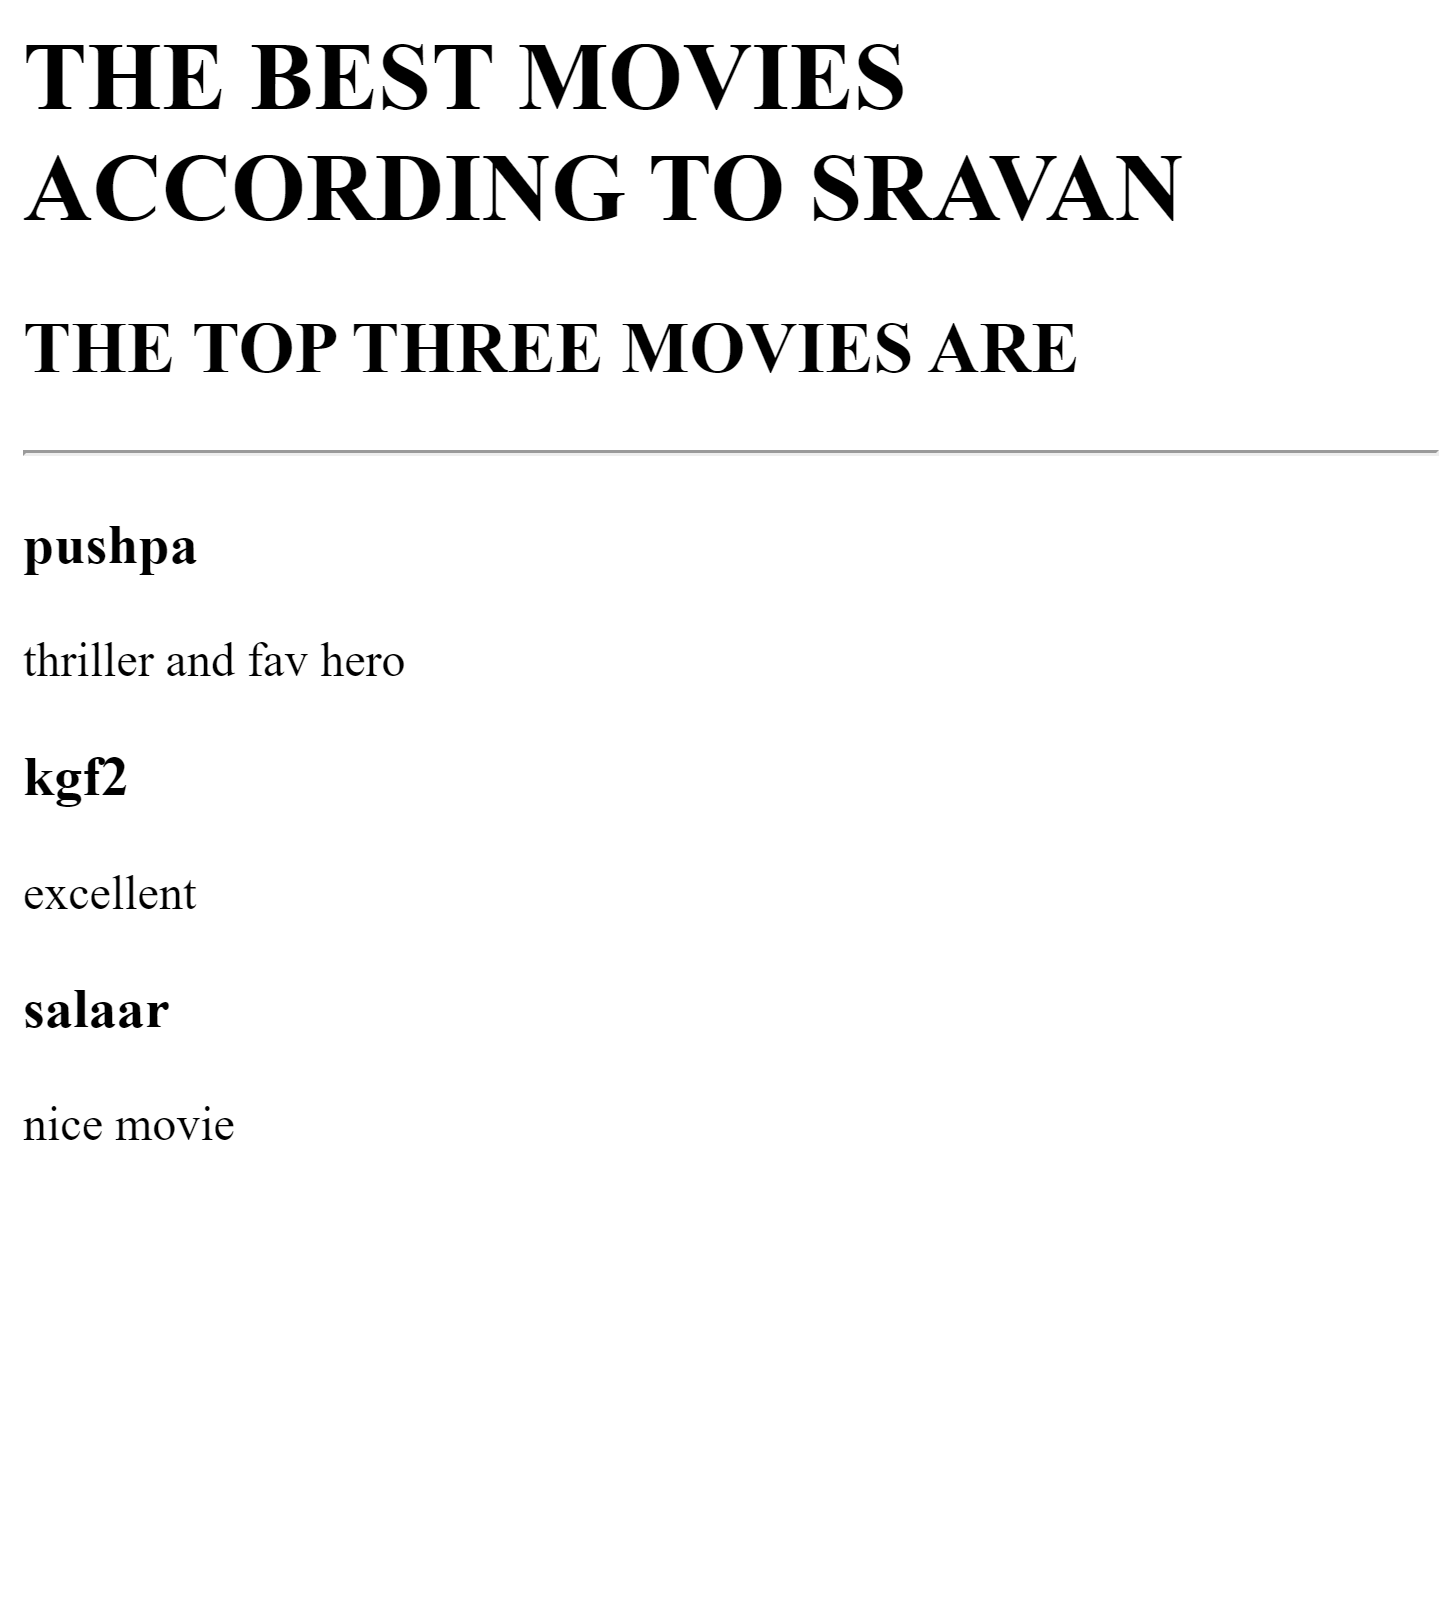 THE BEST MOVIES
ACCORDING TO SRAVAN
THE TOP THREE MOVIES ARE
pushpa
thriller and fav hero
kgf2
excellent
salaar
nice movie